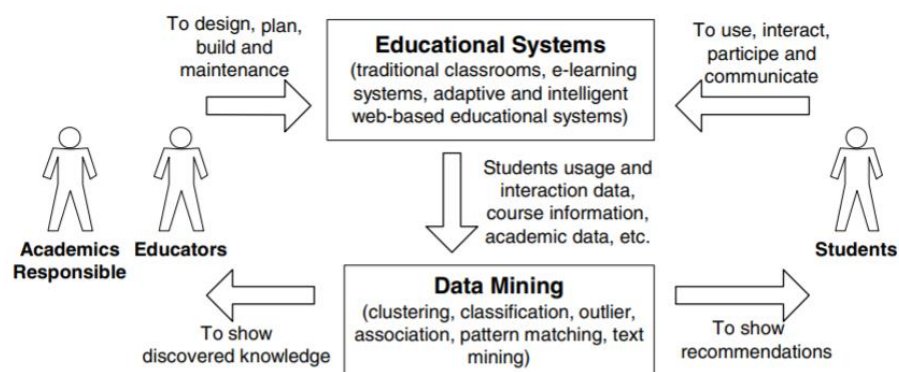 To design, plan,
build and
maintenance
Educational Systems
(traditional classrooms, e-learning
systems, adaptive and intelligent
web-based educational systems)
To use, interact,
participe and
communicate
Students usage and
interaction data,
course information,
academic data, etc.
Academics
Responsible
Educators
Students
Data Mining
(clustering, classification, outlier,
association, pattern matching, text
mining)
To show
discovered knowledge
To show
recommendations